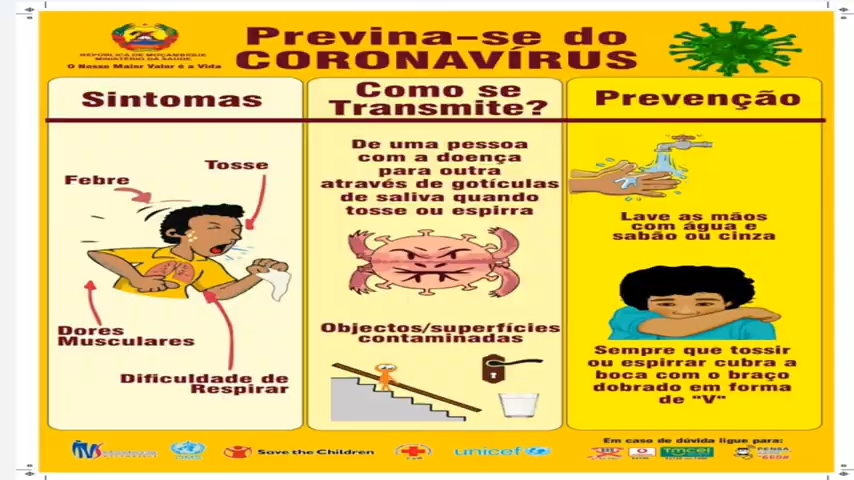 REPÚBLICA DE MOÇAMBIQUE
MINISTÉRIO DA SAÚDE
O Nosso Maior Valor é a Vida
Previna-se do
CORONAVÍRUS
Sintomas
Febre
Tosse
Dores
Musculares
Dificuldade de
Respirar
Como se
Transmite?
De uma pessoa
com a doença
para outra
através de gotículas
de saliva quando
tosse ou espirra
Objectos/superfícies
contaminadas
Prevenção
Lave as mãos
com água e
sabão ou cinza
Sempre que tossir
ou espirrar cubra a
boca com o braço
dobrado em forma
de "V"
Save the Children
unicef
Em caso de dúvida ligue para:
tmcel
PENSA